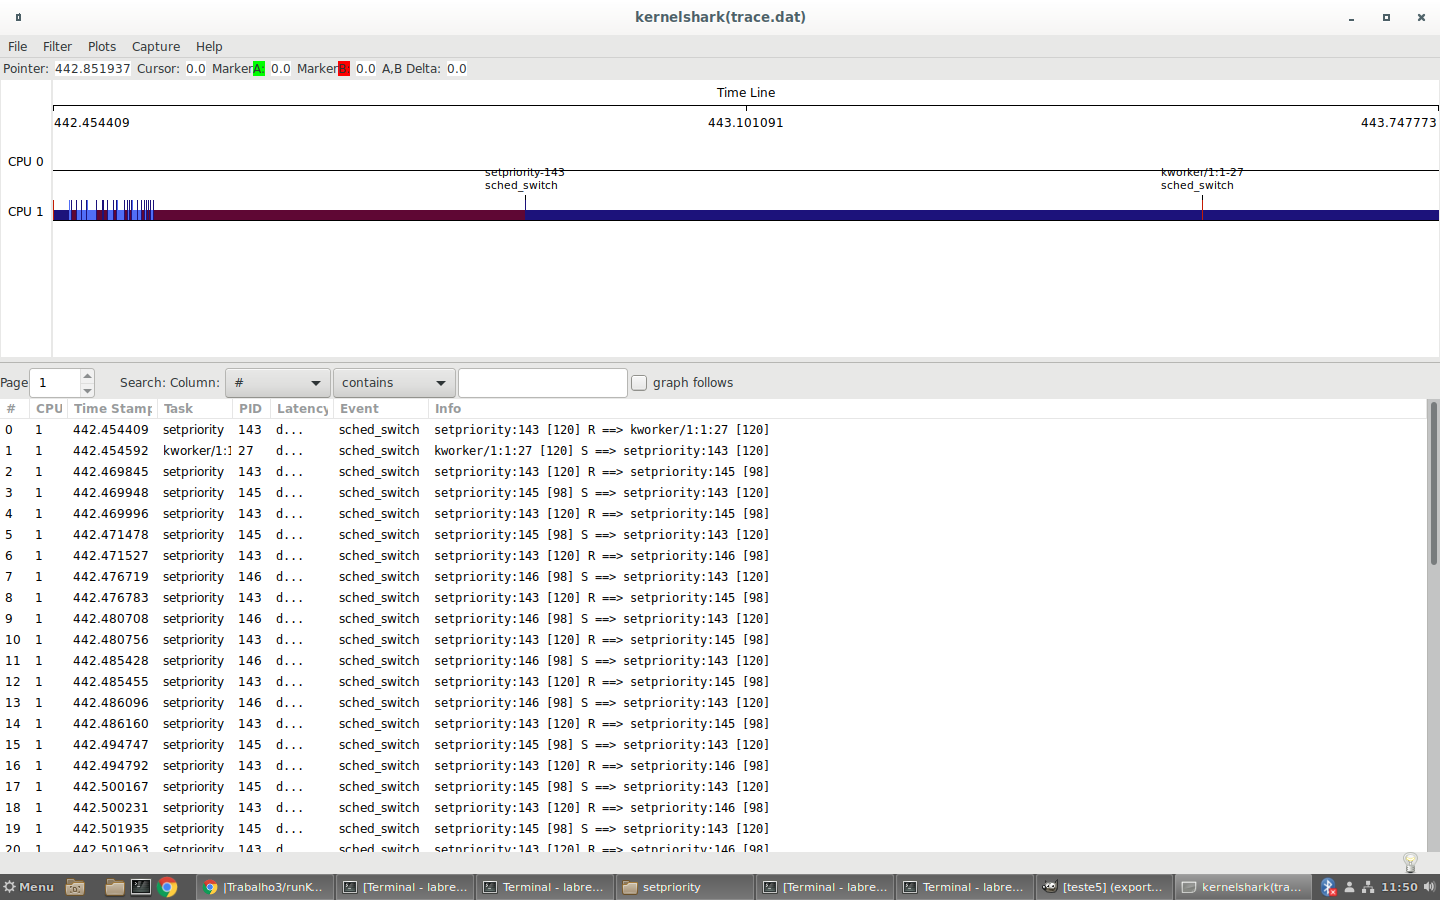 kernelshark(trace.dat)
File Filter Plots Capture Help
Pointer: 442.851937 Cursor: 0.0 MarkerA: 0.0 MarkerB: 0.0 A,B Delta: 0.0
Time Line
442.454409 443.101091 443.747773
CPU 0
setpriority-143 kworker/1:1-27
sched_switch sched_switch
CPU 1
Page 1 Search: Column: # contains graph follows
# CPU Time Stamp Task PID Latency Event Info
0 1 442.454409 setpriority 143 d... sched_switch setpriority:143 [120] R ==> kworker/1:1:27 [120]
1 1 442.454592 kworker/1:1 27 d... sched_switch kworker/1:1:27 [120] S ==> setpriority:143 [120]
2 1 442.469845 setpriority 143 d... sched_switch setpriority:143 [120] R ==> setpriority:145 [98]
3 1 442.469948 setpriority 145 d... sched_switch setpriority:145 [98] S ==> setpriority:143 [120]
4 1 442.469996 setpriority 143 d... sched_switch setpriority:143 [120] R ==> setpriority:145 [98]
5 1 442.471478 setpriority 145 d... sched_switch setpriority:145 [98] S ==> setpriority:143 [120]
6 1 442.471527 setpriority 143 d... sched_switch setpriority:143 [120] R ==> setpriority:146 [98]
7 1 442.476719 setpriority 146 d... sched_switch setpriority:146 [98] S ==> setpriority:143 [120]
8 1 442.476783 setpriority 143 d... sched_switch setpriority:143 [120] R ==> setpriority:145 [98]
9 1 442.480708 setpriority 146 d... sched_switch setpriority:146 [98] S ==> setpriority:143 [120]
10 1 442.480756 setpriority 143 d... sched_switch setpriority:143 [120] R ==> setpriority:145 [98]
11 1 442.485428 setpriority 146 d... sched_switch setpriority:146 [98] S ==> setpriority:143 [120]
12 1 442.485455 setpriority 143 d... sched_switch setpriority:143 [120] R ==> setpriority:145 [98]
13 1 442.486096 setpriority 146 d... sched_switch setpriority:146 [98] S ==> setpriority:143 [120]
14 1 442.486160 setpriority 143 d... sched_switch setpriority:143 [120] R ==> setpriority:145 [98]
15 1 442.494747 setpriority 145 d... sched_switch setpriority:145 [98] S ==> setpriority:143 [120]
16 1 442.494792 setpriority 143 d... sched_switch setpriority:143 [120] R ==> setpriority:146 [98]
17 1 442.500167 setpriority 145 d... sched_switch setpriority:145 [98] S ==> setpriority:143 [120]
18 1 442.500231 setpriority 143 d... sched_switch setpriority:143 [120] R ==> setpriority:146 [98]
19 1 442.501935 setpriority 145 d... sched_switch setpriority:145 [98] S ==> setpriority:143 [120]
20 1 442.501963 setpriority 143 d... sched_switch setpriority:143 [120] R ==> setpriority:146 [98]
Menu |Trabalho3/runK... [Terminal - labre... Terminal - labre... setpriority [Terminal - labre... Terminal - labre... [teste5] (export... kernelshark(tra... 11:50